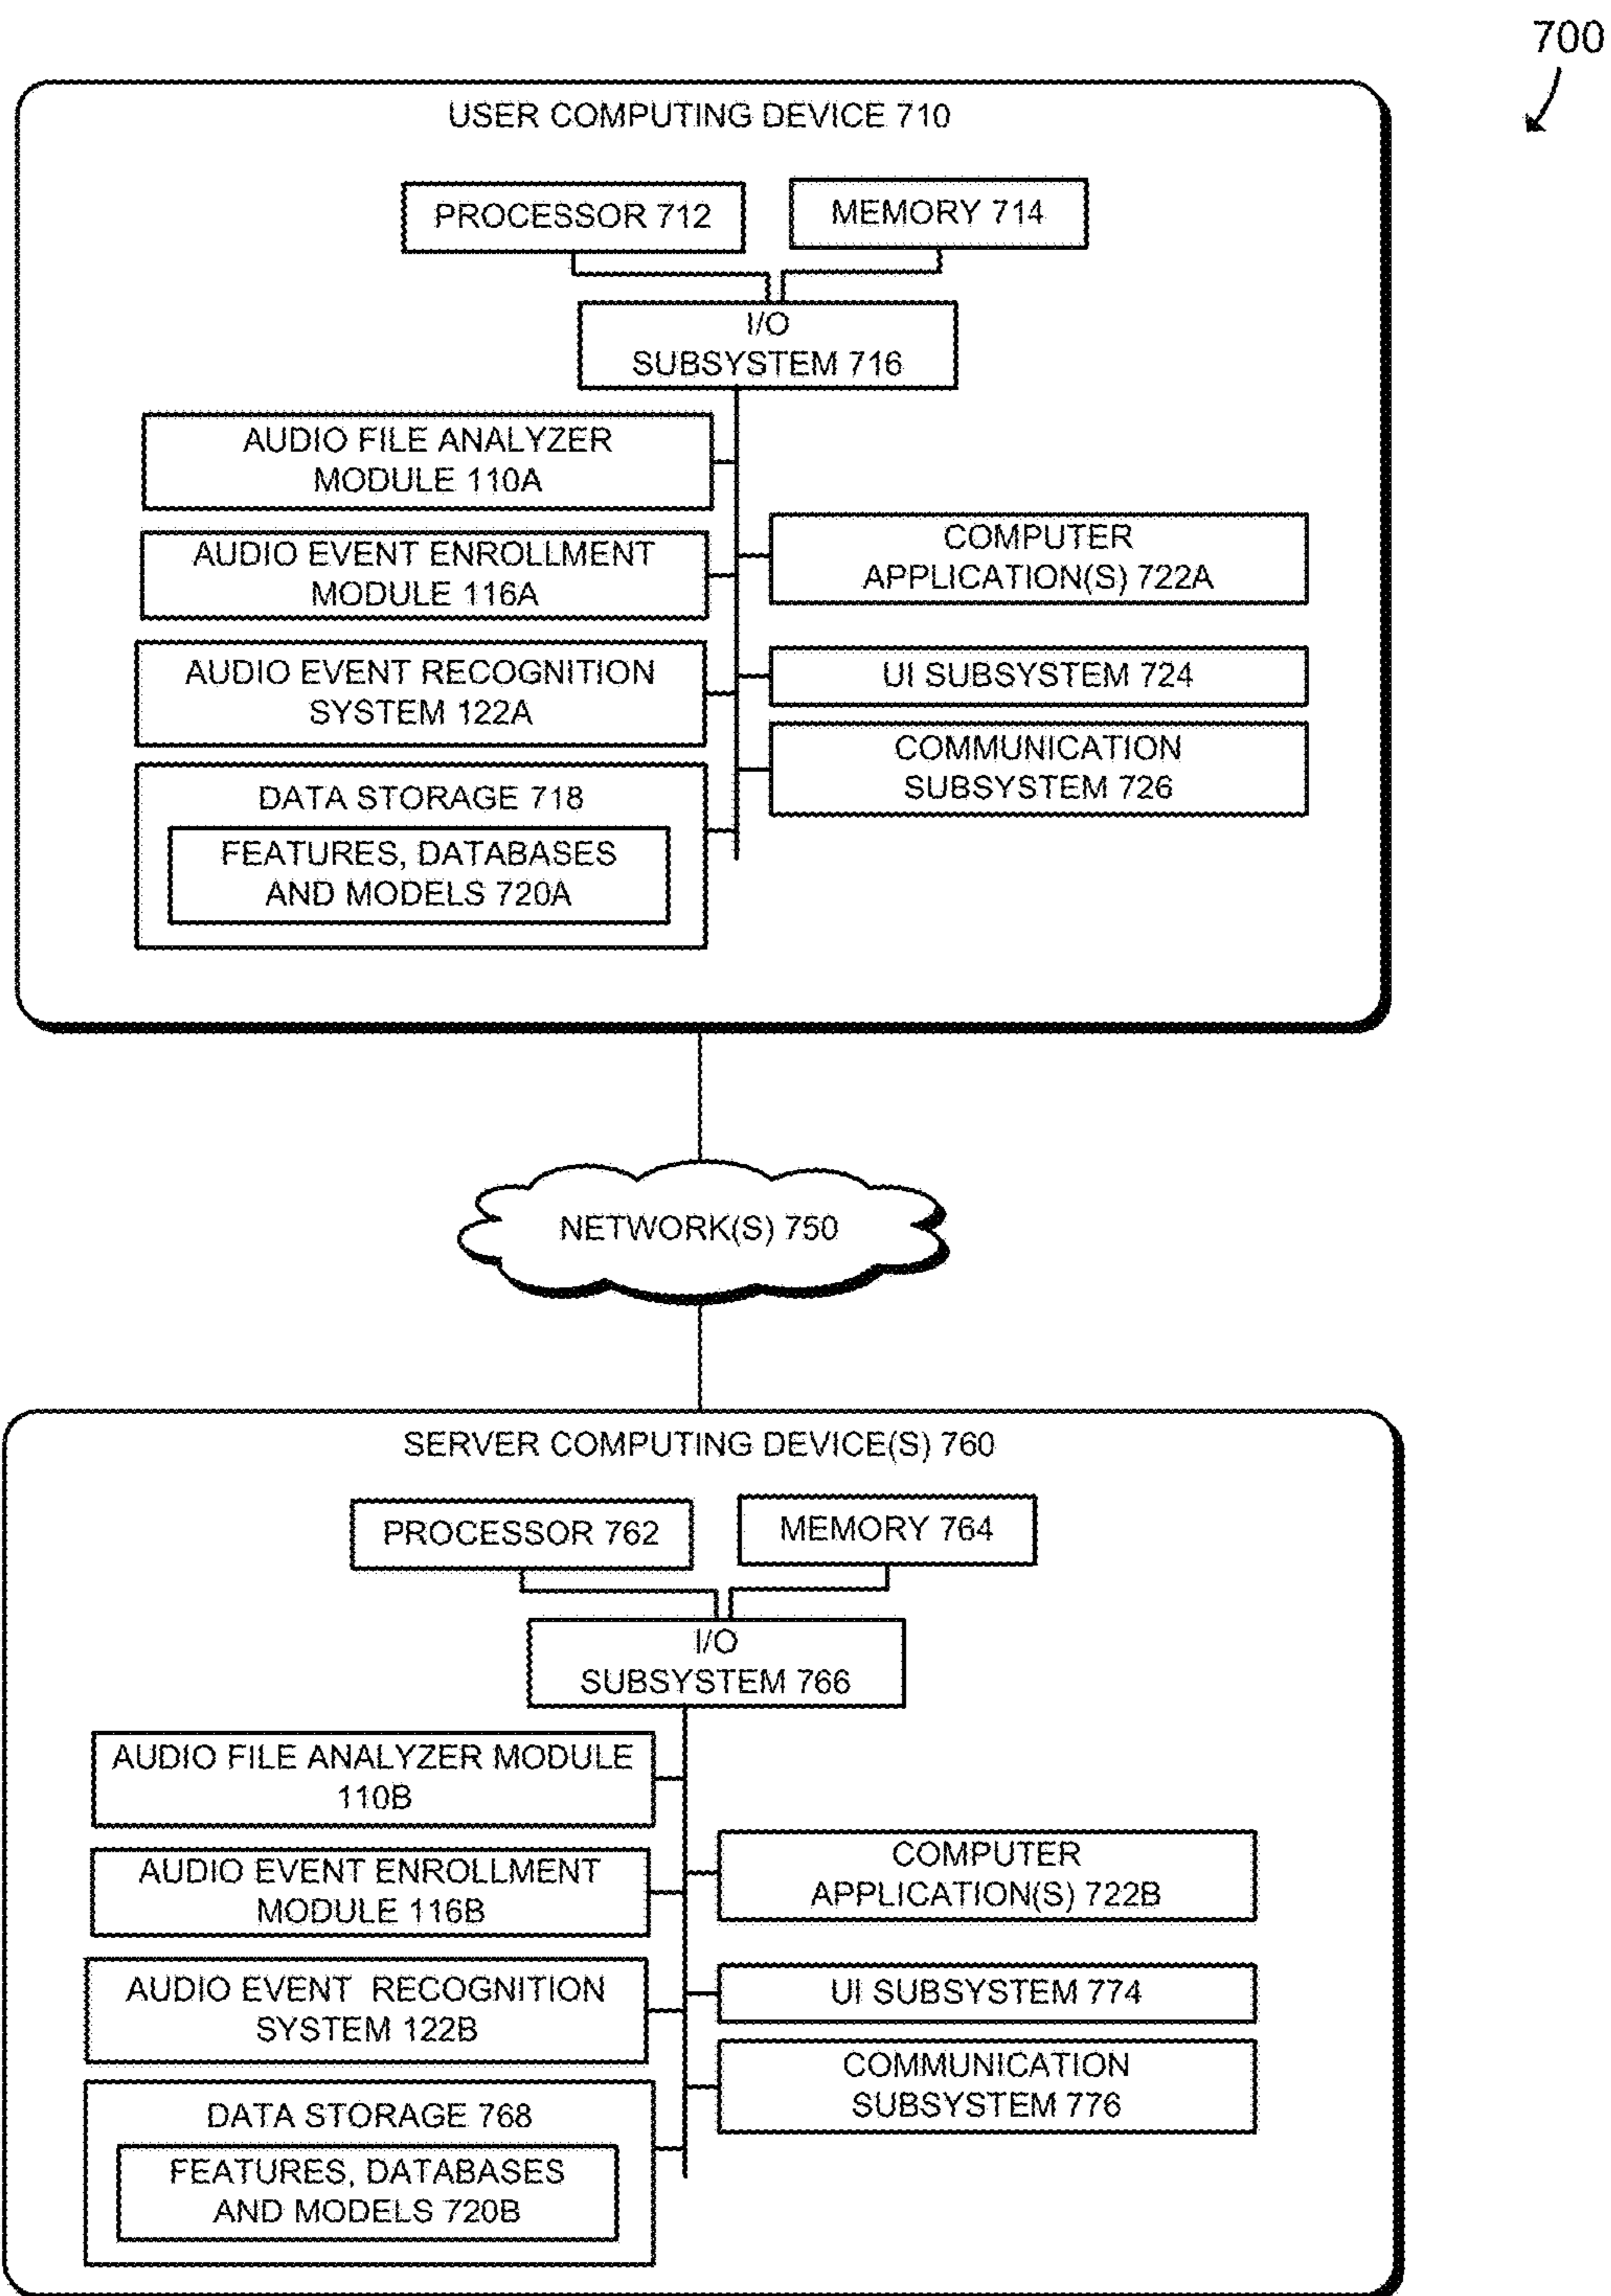 700
USER COMPUTING DEVICE 710
PROCESSOR 712
MEMORY 714
I/O
SUBSYSTEM 716
AUDIO FILE ANALYZER
MODULE 110A
AUDIO EVENT ENROLLMENT
MODULE 116A
AUDIO EVENT RECOGNITION
SYSTEM 122A
DATA STORAGE 718
FEATURES, DATABASES
AND MODELS 720A
COMPUTER
APPLICATION(S) 722A
UI SUBSYSTEM 724
COMMUNICATION
SUBSYSTEM 726
NETWORK(S) 750
SERVER COMPUTING DEVICE(S) 760
PROCESSOR 762
MEMORY 764
I/O
SUBSYSTEM 766
AUDIO FILE ANALYZER MODULE
110B
AUDIO EVENT ENROLLMENT
MODULE 116B
AUDIO EVENT RECOGNITION
SYSTEM 122B
DATA STORAGE 768
FEATURES, DATABASES
AND MODELS 720B
COMPUTER
APPLICATION(S) 722B
UI SUBSYSTEM 774
COMMUNICATION
SUBSYSTEM 776